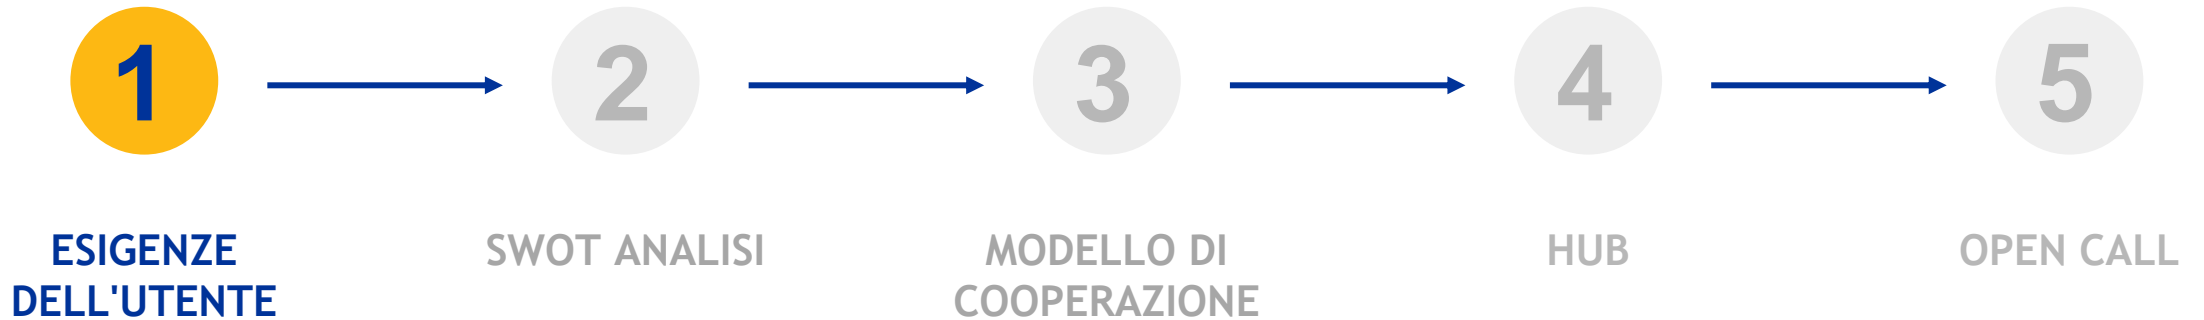 1
2
3
4
5
ESIGENZE
DELL'UTENTE
SWOT ANALISI
MODELLO DI
COOPERAZIONE
HUB
OPEN CALL